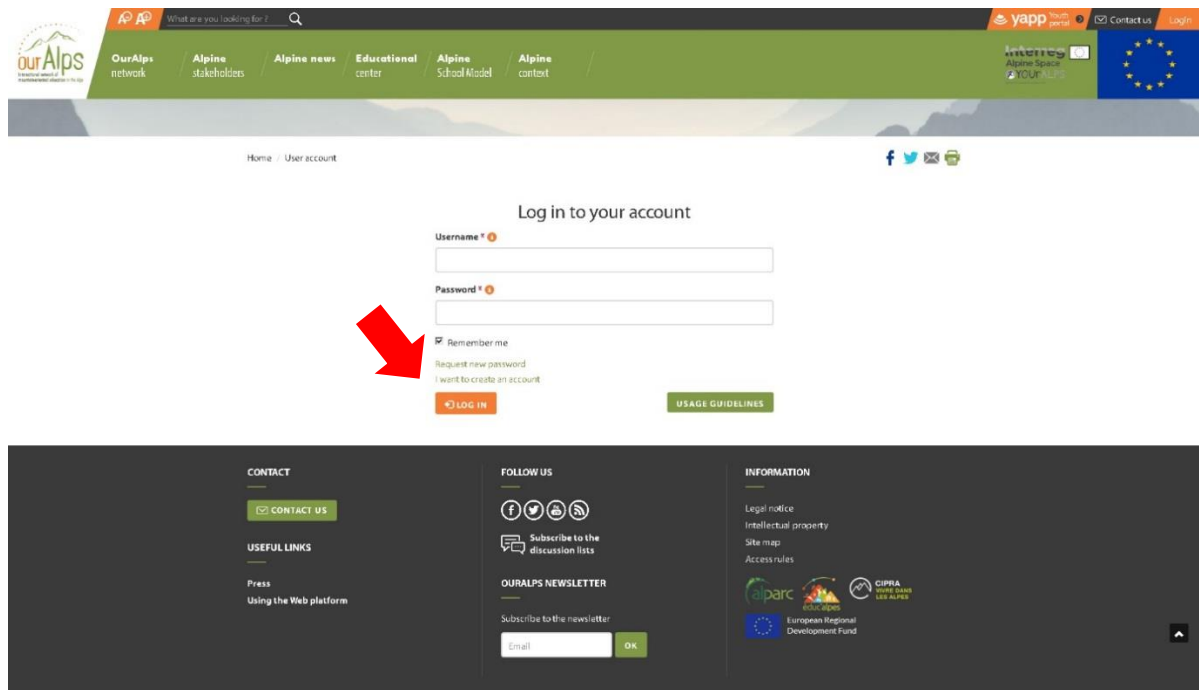 What are you looking for ?
yapp Youth portal
Contact us
Login
ourAlps
OurAlps network
Alpine stakeholders
Alpine news
Educational center
Alpine School Model
Alpine context
Interreg
Alpine Space
YOUrALPS
Home / User account
Log in to your account
Username *
Password *
Remember me
Request new password
I want to create an account
LOG IN
USAGE GUIDELINES
CONTACT
CONTACT US
USEFUL LINKS
Press
Using the Web platform
FOLLOW US
Subscribe to the
discussion lists
OURALPS NEWSLETTER
Subscribe to the newsletter
Email
OK
INFORMATION
Legal notice
Intellectual property
Site map
Access rules
alparc
educalpes
CIPRA
VIVRE DANS
LES ALPES
European Regional
Development Fund